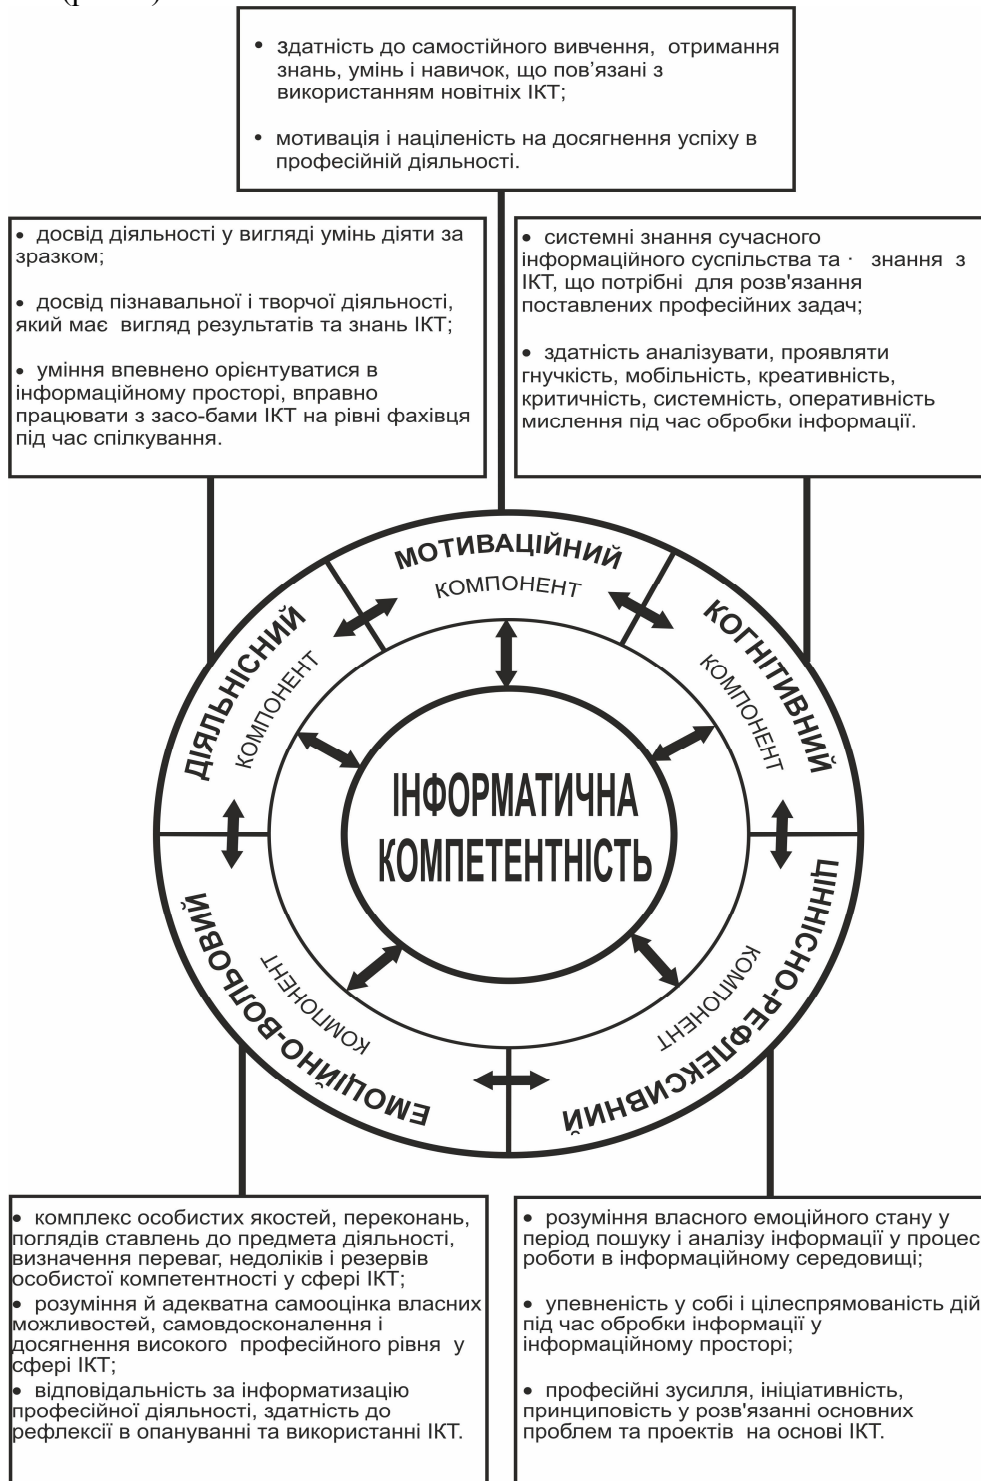 • здатність до самостійного вивчення, отримання
знань, умінь і навичок, що пов’язані з
використанням новітніх ІКТ;
• мотивація і націленість на досягнення успіху в
професійній діяльності.
• досвід діяльності у вигляді умінь діяти за
зразком;
• досвід пізнавальної і творчої діяльності,
який має вигляд результатів та знань ІКТ;
• уміння впевнено орієнтуватися в
інформаційному просторі, вправно
працювати з засо-бами ІКТ на рівні фахівця
під час спілкування.
• системні знання сучасного
інформаційного суспільства та · знання з
ІКТ, що потрібні для розв'язання
поставлених професійних задач;
• здатність аналізувати, проявляти
гнучкість, мобільність, креативність,
критичність, системність, оперативність
мислення під час обробки інформації.
МОТИВАЦІЙНИЙ
КОМПОНЕНТ
ДІЯЛЬНІСНИЙ
КОМПОНЕНТ
КОГНІТИВНИЙ
КОМПОНЕНТ
ІНФОРМАТИЧНА
КОМПЕТЕНТНІСТЬ
ЕМОЦІЙНО-ВОЛЬОВИЙ
КОМПОНЕНТ
ЦІННІСНО-РЕФЛЕКСИВНИЙ
КОМПОНЕНТ
• комплекс особистих якостей, переконань,
поглядів ставлень до предмета діяльності,
визначення переваг, недоліків і резервів
особистої компетентності у сфері ІКТ;
• розуміння й адекватна самооцінка власних
можливостей, самовдосконалення і
досягнення високого професійного рівня у
сфері ІКТ;
• відповідальність за інформатизацію
професійної діяльності, здатність до
рефлексії в опануванні та використанні ІКТ.
• розуміння власного емоційного стану у
період пошуку і аналізу інформації у процес
роботи в інформаційному середовищі;
• упевненість у собі і цілеспрямованість дій
під час обробки інформації у
інформаційному просторі;
• професійні зусилля, ініціативність,
принциповість у розв'язанні основних
проблем та проектів на основі ІКТ.